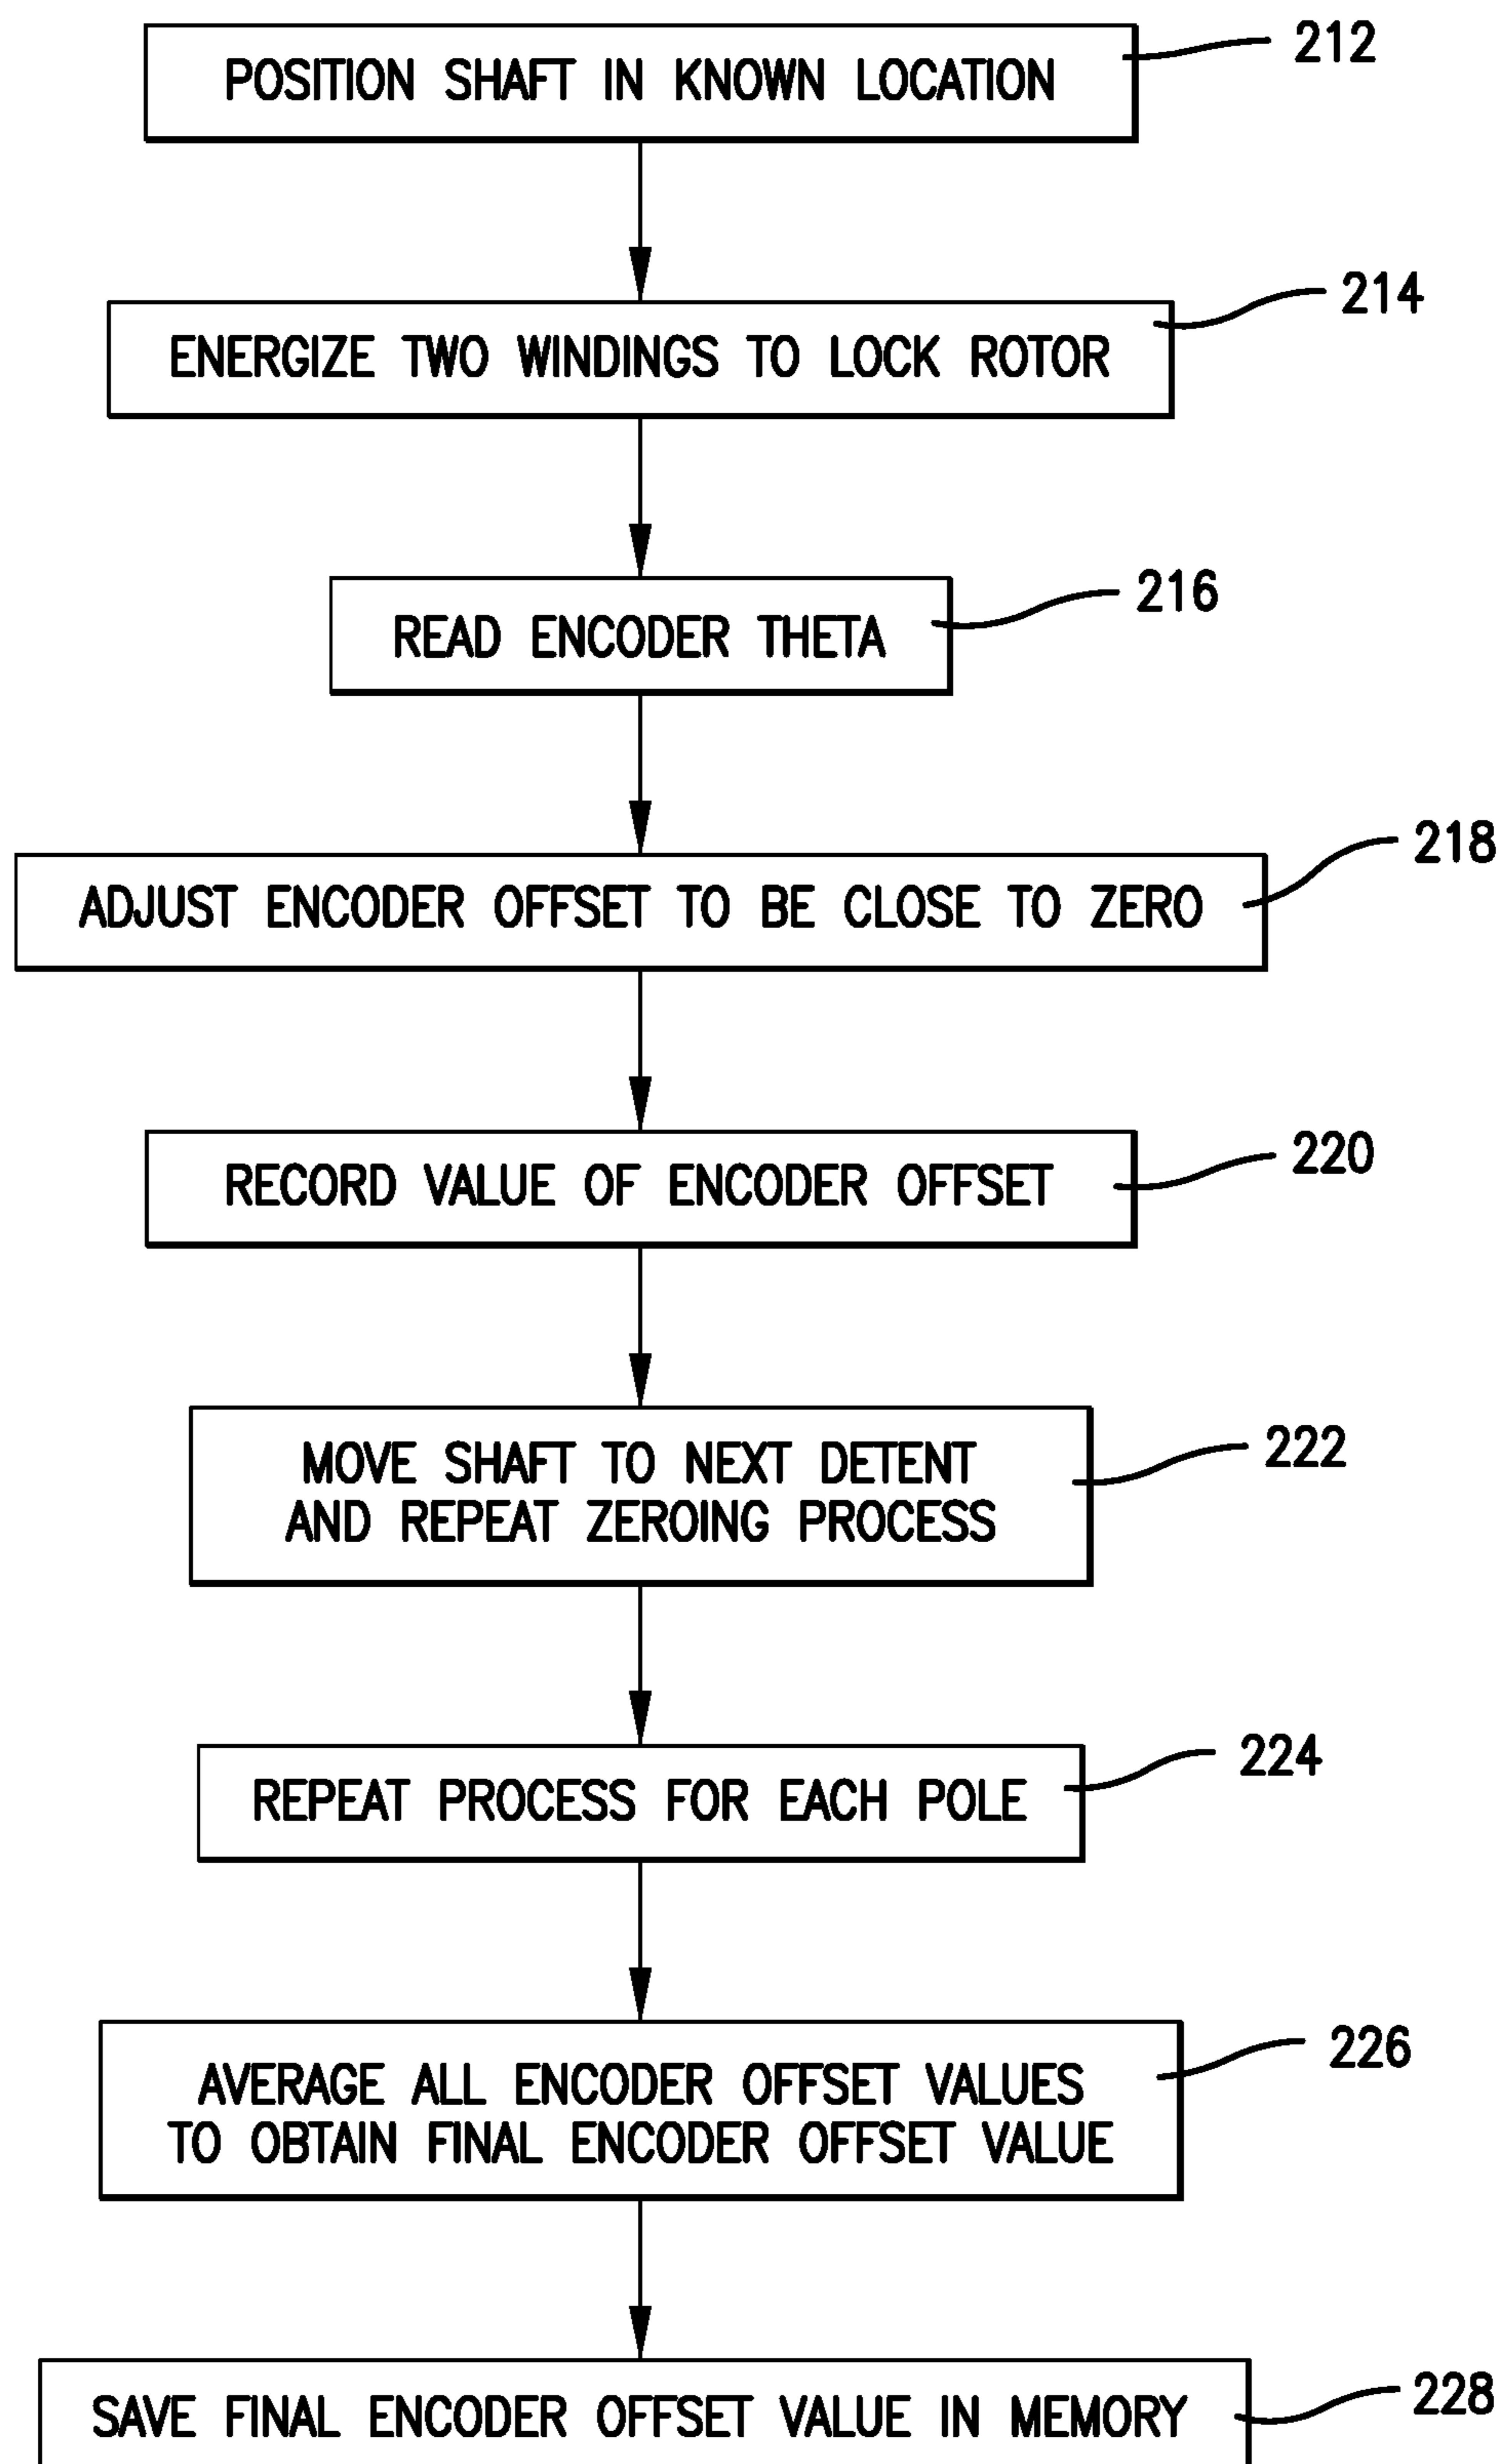 POSITION SHAFT IN KNOWN LOCATION
212
ENERGIZE TWO WINDINGS TO LOCK ROTOR
214
READ ENCODER THETA
216
ADJUST ENCODER OFFSET TO BE CLOSE TO ZERO
218
RECORD VALUE OF ENCODER OFFSET
220
MOVE SHAFT TO NEXT DETENT
AND REPEAT ZEROING PROCESS
222
REPEAT PROCESS FOR EACH POLE
224
AVERAGE ALL ENCODER OFFSET VALUES
TO OBTAIN FINAL ENCODER OFFSET VALUE
226
SAVE FINAL ENCODER OFFSET VALUE IN MEMORY
228